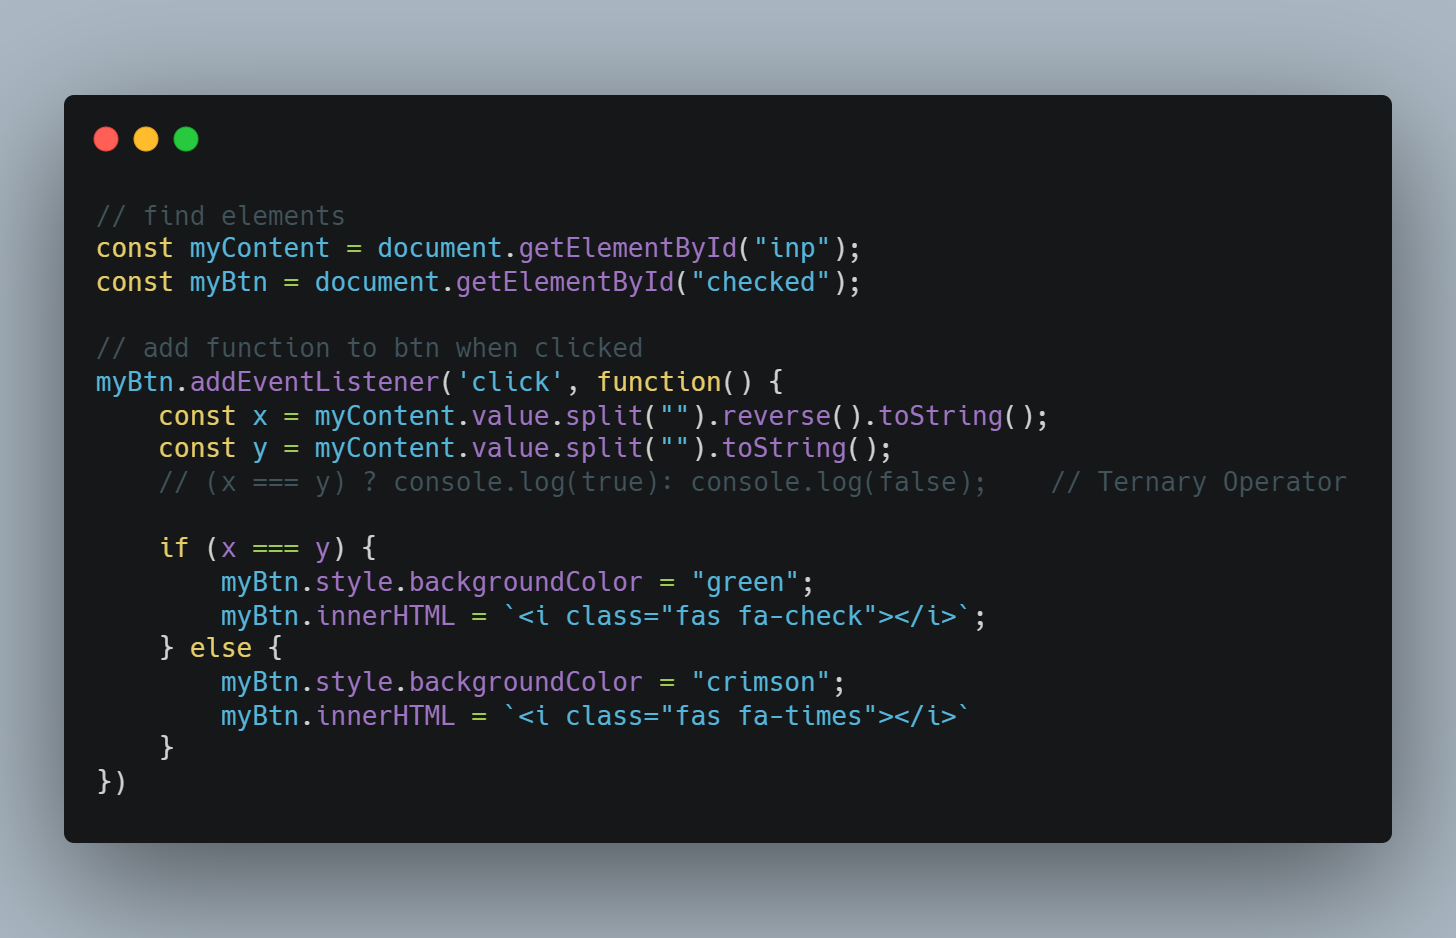 // find elements
const myContent = document.getElementById("inp");
const myBtn = document.getElementById("checked");

// add function to btn when clicked
myBtn.addEventListener('click', function() {
    const x = myContent.value.split("").reverse().toString();
    const y = myContent.value.split("").toString();
    // (x === y) ? console.log(true): console.log(false);    // Ternary Operator

    if (x === y) {
        myBtn.style.backgroundColor = "green";
        myBtn.innerHTML = `<i class="fas fa-check"></i>`;
    } else {
        myBtn.style.backgroundColor = "crimson";
        myBtn.innerHTML = `<i class="fas fa-times"></i>`
    }
})